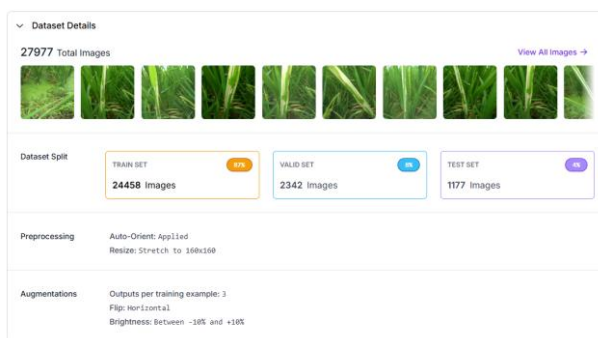 Dataset Details
27977 Total Images
View All Images →
Dataset Split
TRAIN SET 87%
24458 Images
VALID SET 8%
2342 Images
TEST SET 4%
1177 Images
Preprocessing
Auto-Orient: Applied
Resize: Stretch to 160x160
Augmentations
Outputs per training example: 3
Flip: Horizontal
Brightness: Between -10% and +10%